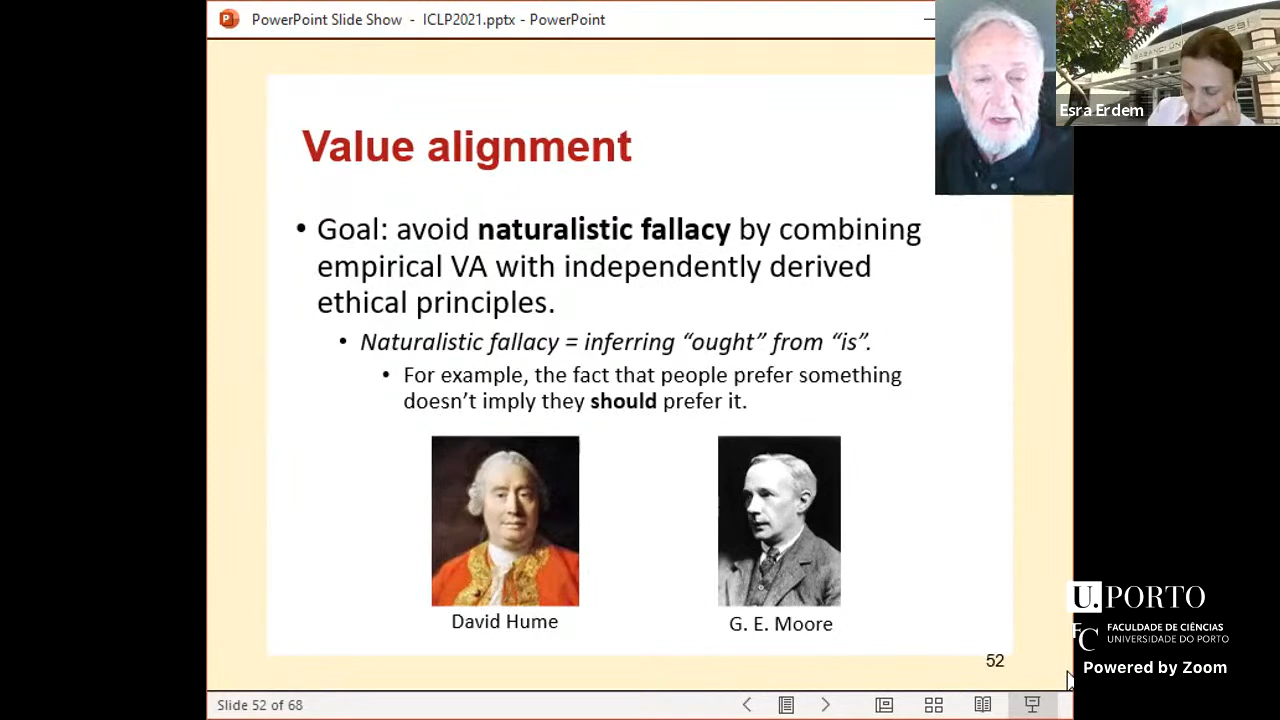 PowerPoint Slide Show - ICLP2021.pptx - PowerPoint
Esra Erdem
Value alignment
• Goal: avoid naturalistic fallacy by combining
empirical VA with independently derived
ethical principles.
• Naturalistic fallacy = inferring “ought” from “is”.
• For example, the fact that people prefer something
doesn’t imply they should prefer it.
David Hume
G. E. Moore
52
U. PORTO
FC FACULDADE DE CIÊNCIAS
UNIVERSIDADE DO PORTO
Powered by Zoom
Slide 52 of 68